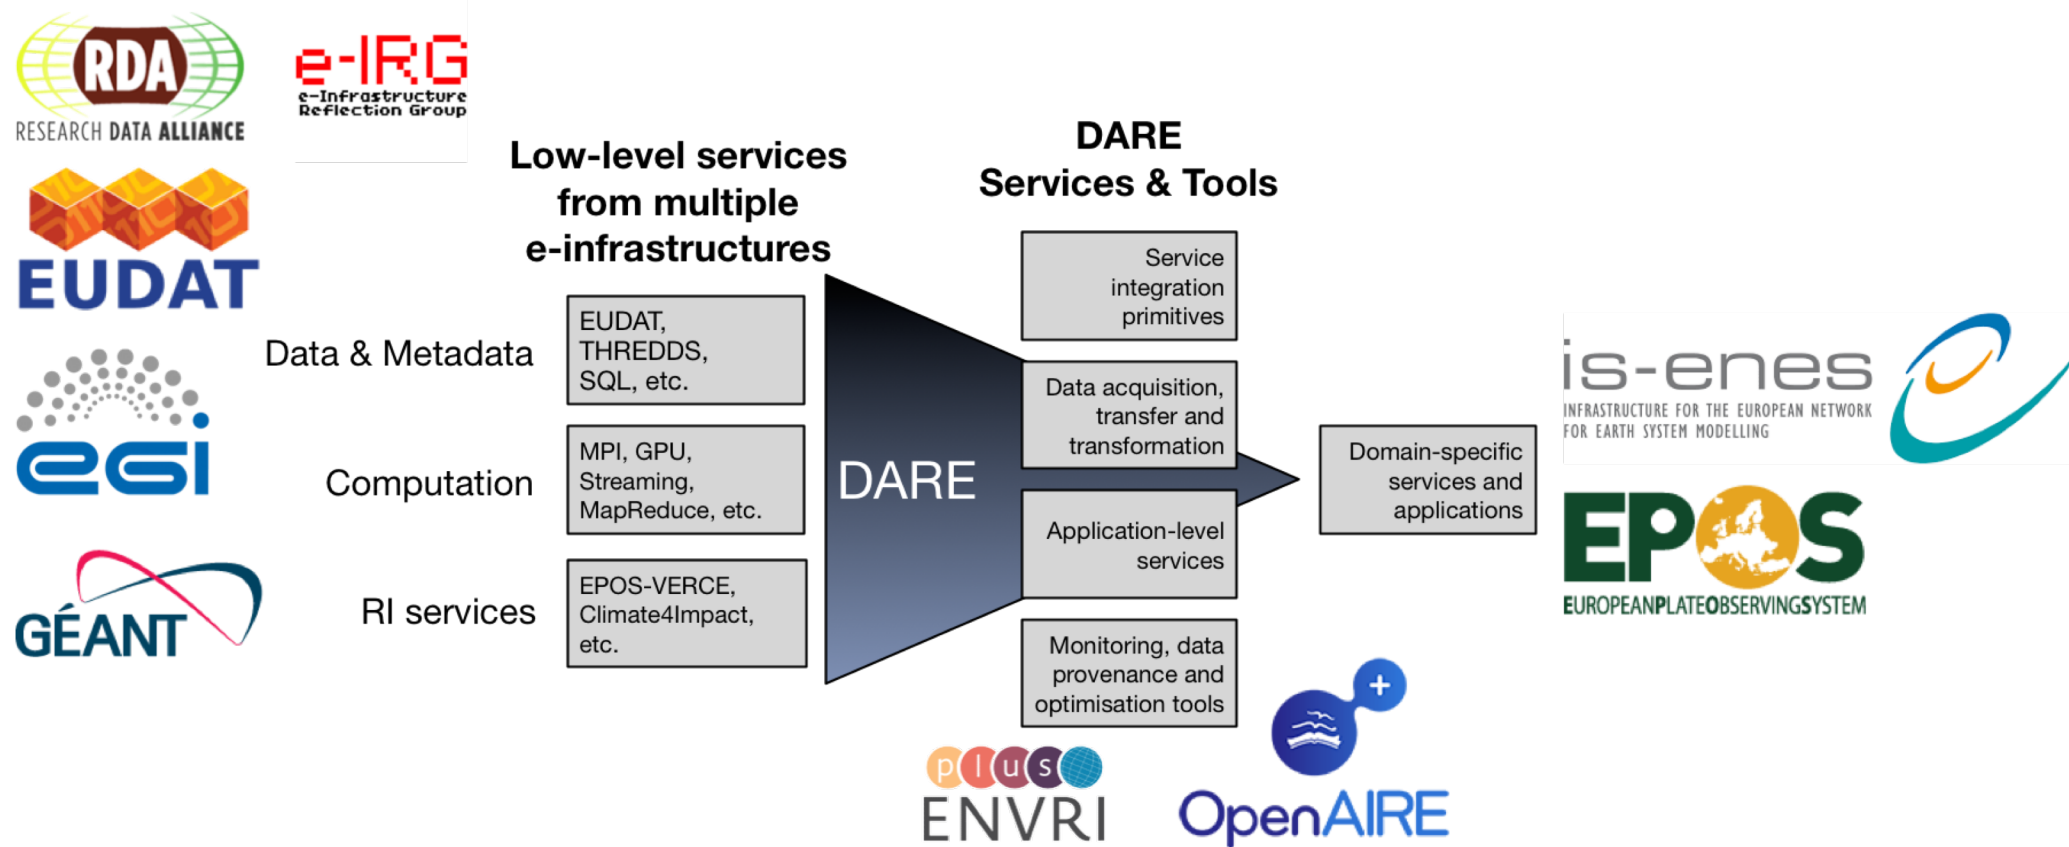 RDA
RESEARCH DATA ALLIANCE
e-IRG
e-Infrastructure
Reflection Group
EUDAT
egi
GÉANT
Low-level services
from multiple
e-infrastructures
Data & Metadata
EUDAT,
THREDDS,
SQL, etc.
Computation
MPI, GPU,
Streaming,
MapReduce, etc.
RI services
EPOS-VERCE,
Climate4Impact,
etc.
DARE
DARE
Services & Tools
Service
integration
primitives
Data acquisition,
transfer and
transformation
Application-level
services
Monitoring, data
provenance and
optimisation tools
plus
ENVRI
+
OpenAIRE
Domain-specific
services and
applications
is-enes
INFRASTRUCTURE FOR THE EUROPEAN NETWORK
FOR EARTH SYSTEM MODELLING
EPOS
EUROPEANPLATEOBSERVINGSYSTEM